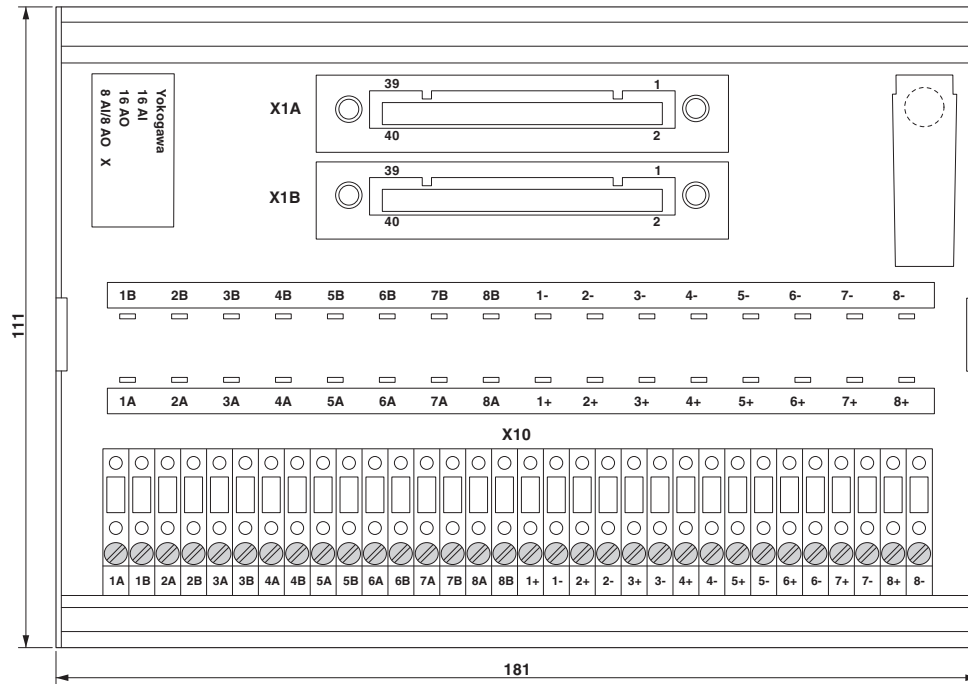 Yokogawa
16 AI
16 AO
8 AI/8 AO X
39 1
X1A
40 2
39 1
X1B
40 2
1B 2B 3B 4B 5B 6B 7B 8B 1- 2- 3- 4- 5- 6- 7- 8-
111
1A 2A 3A 4A 5A 6A 7A 8A 1+ 2+ 3+ 4+ 5+ 6+ 7+ 8+
X10
1A 1B 2A 2B 3A 3B 4A 4B 5A 5B 6A 6B 7A 7B 8A 8B 1+ 1- 2+ 2- 3+ 3- 4+ 4- 5+ 5- 6+ 6- 7+ 7- 8+ 8-
181